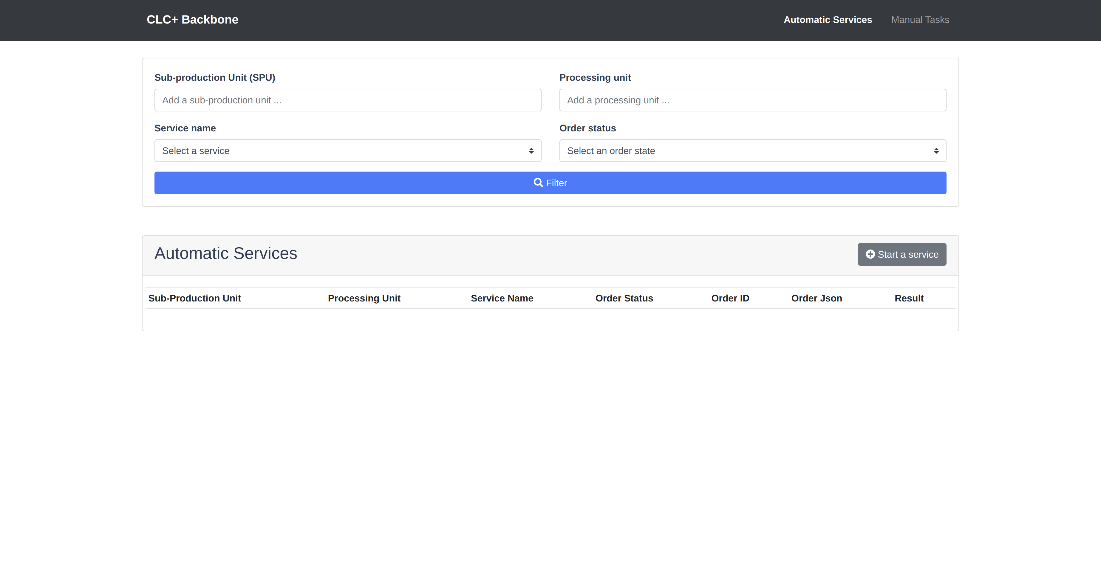 CLC+ Backbone
Automatic Services
Manual Tasks
Sub-production Unit (SPU)
Processing unit
Add a sub-production unit ...
Add a processing unit ...
Service name
Order status
Select a service
Select an order state
Filter
Automatic Services
Start a service
Sub-Production Unit
Processing Unit
Service Name
Order Status
Order ID
Order Json
Result